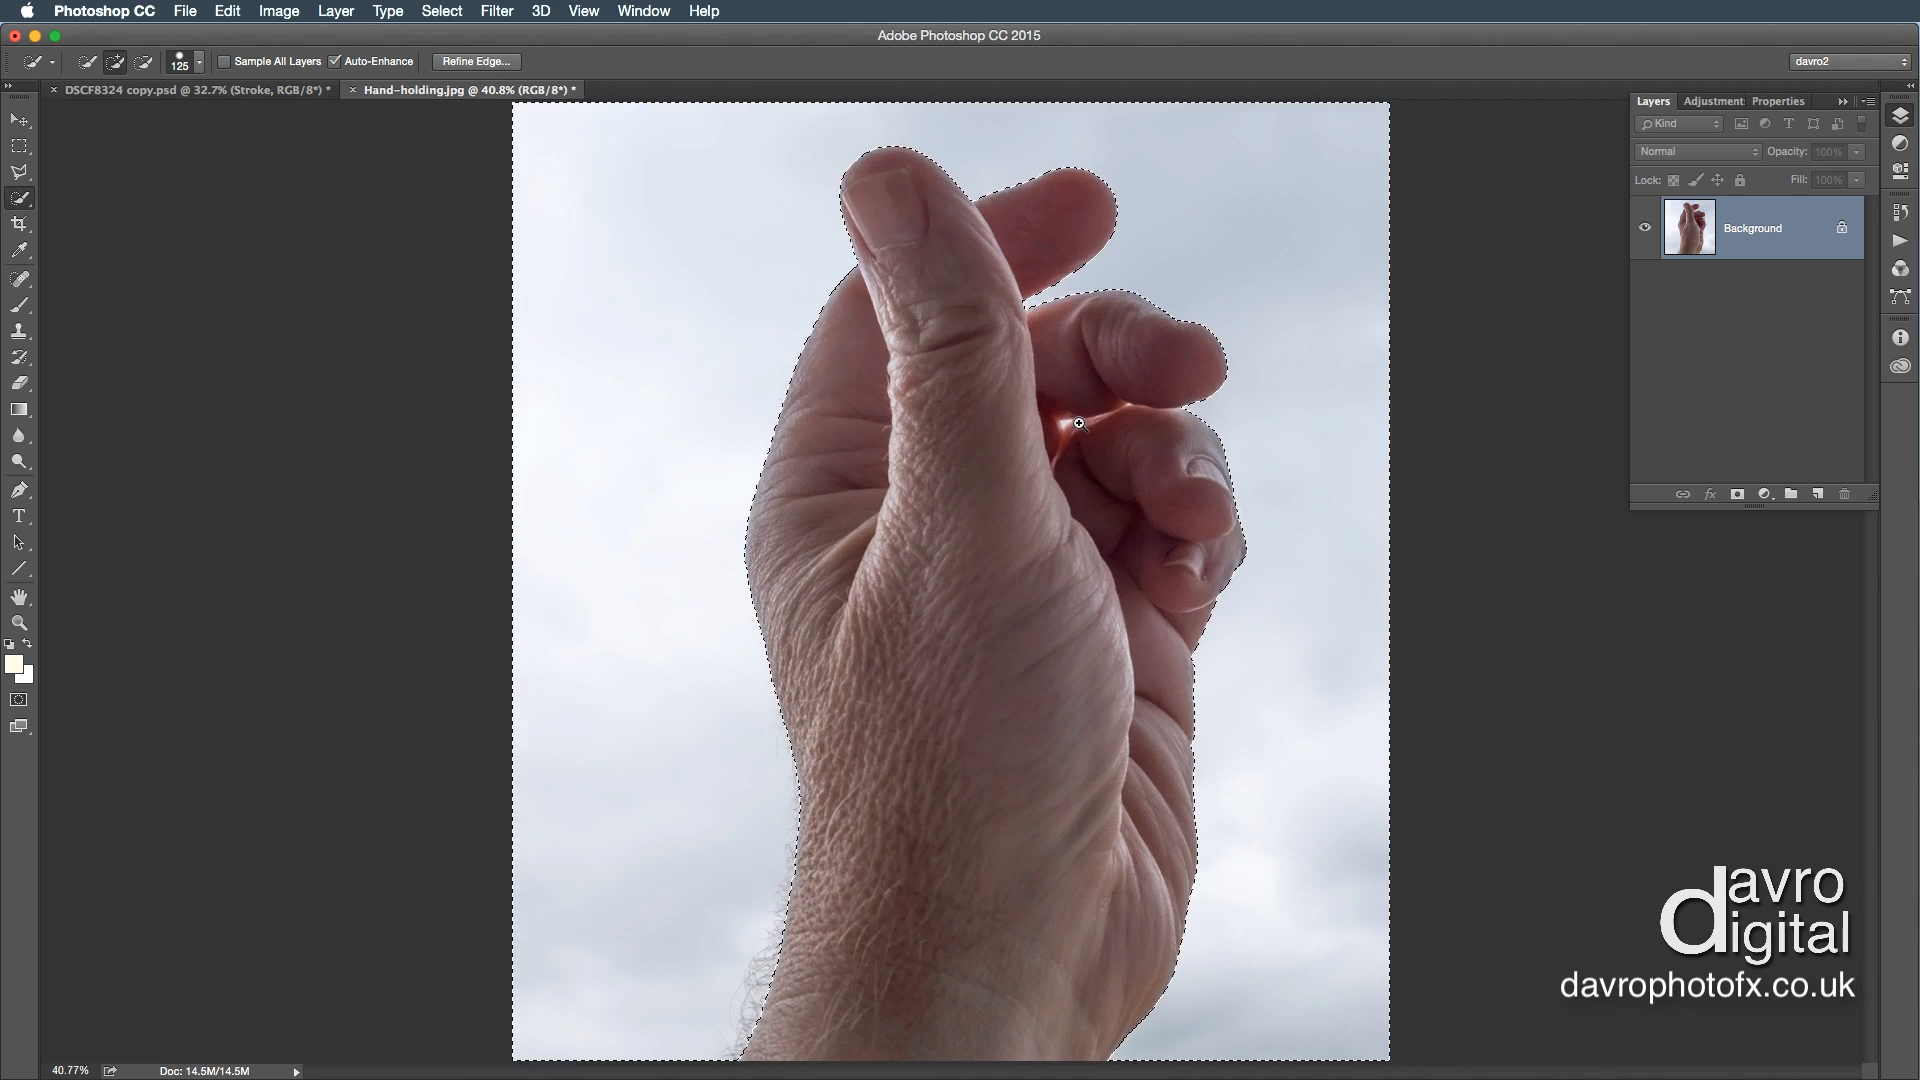 Photoshop CC File Edit Image Layer Type Select Filter 3D View Window Help
Adobe Photoshop CC 2015
125 Sample All Layers Auto-Enhance Refine Edge... davro2
DSCF8324 copy.psd @ 32.7% (Stroke, RGB/8*) * Hand-holding.jpg @ 40.8% (RGB/8*) *
Layers Adjustment Properties
Kind
Normal Opacity: 100%
Lock: Fill: 100%
Background
davro
digital
davrophotofx.co.uk
40.77% Doc: 14.5M/14.5M